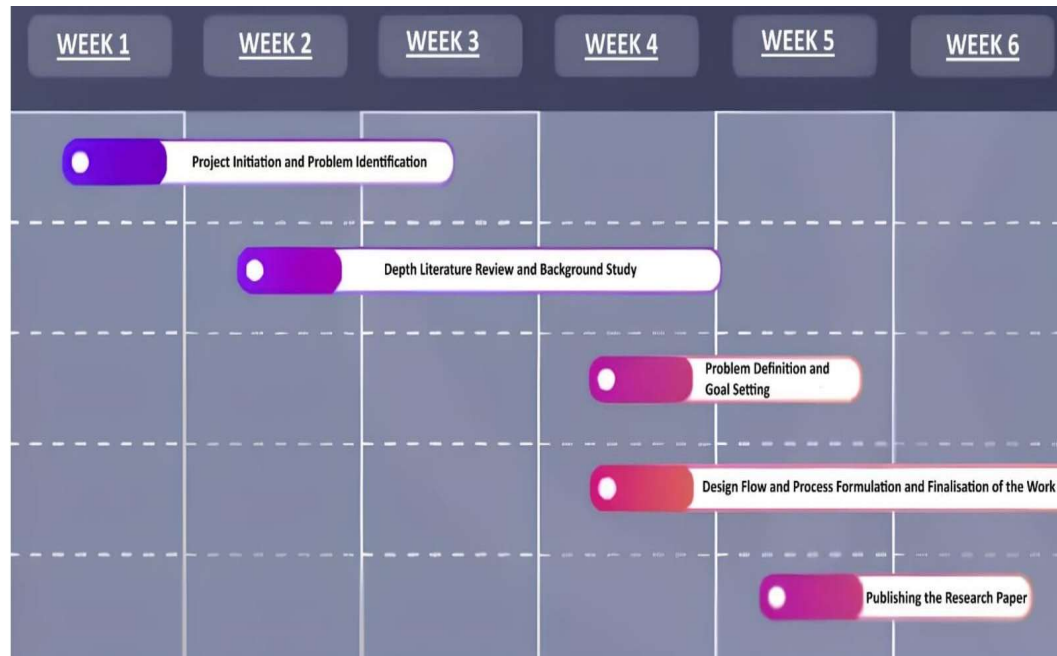 WEEK 1
WEEK 2
WEEK 3
WEEK 4
WEEK 5
WEEK 6
Project Initiation and Problem Identification
Depth Literature Review and Background Study
Problem Definition and
Goal Setting
Design Flow and Process Formulation and Finalisation of the Work
Publishing the Research Paper